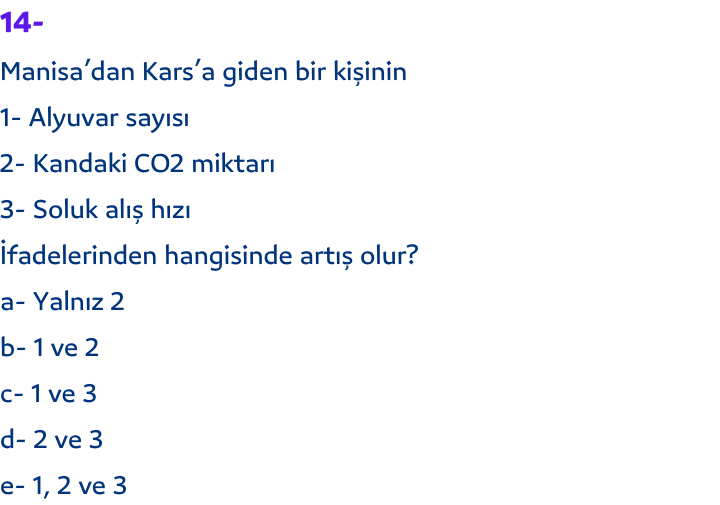 14-
Manisa’dan Kars’a giden bir kişinin
1- Alyuvar sayısı
2- Kandaki CO2 miktarı
3- Soluk alış hızı
İfadelerinden hangisinde artış olur?
a- Yalnız 2
b- 1 ve 2
c- 1 ve 3
d- 2 ve 3
e- 1, 2 ve 3